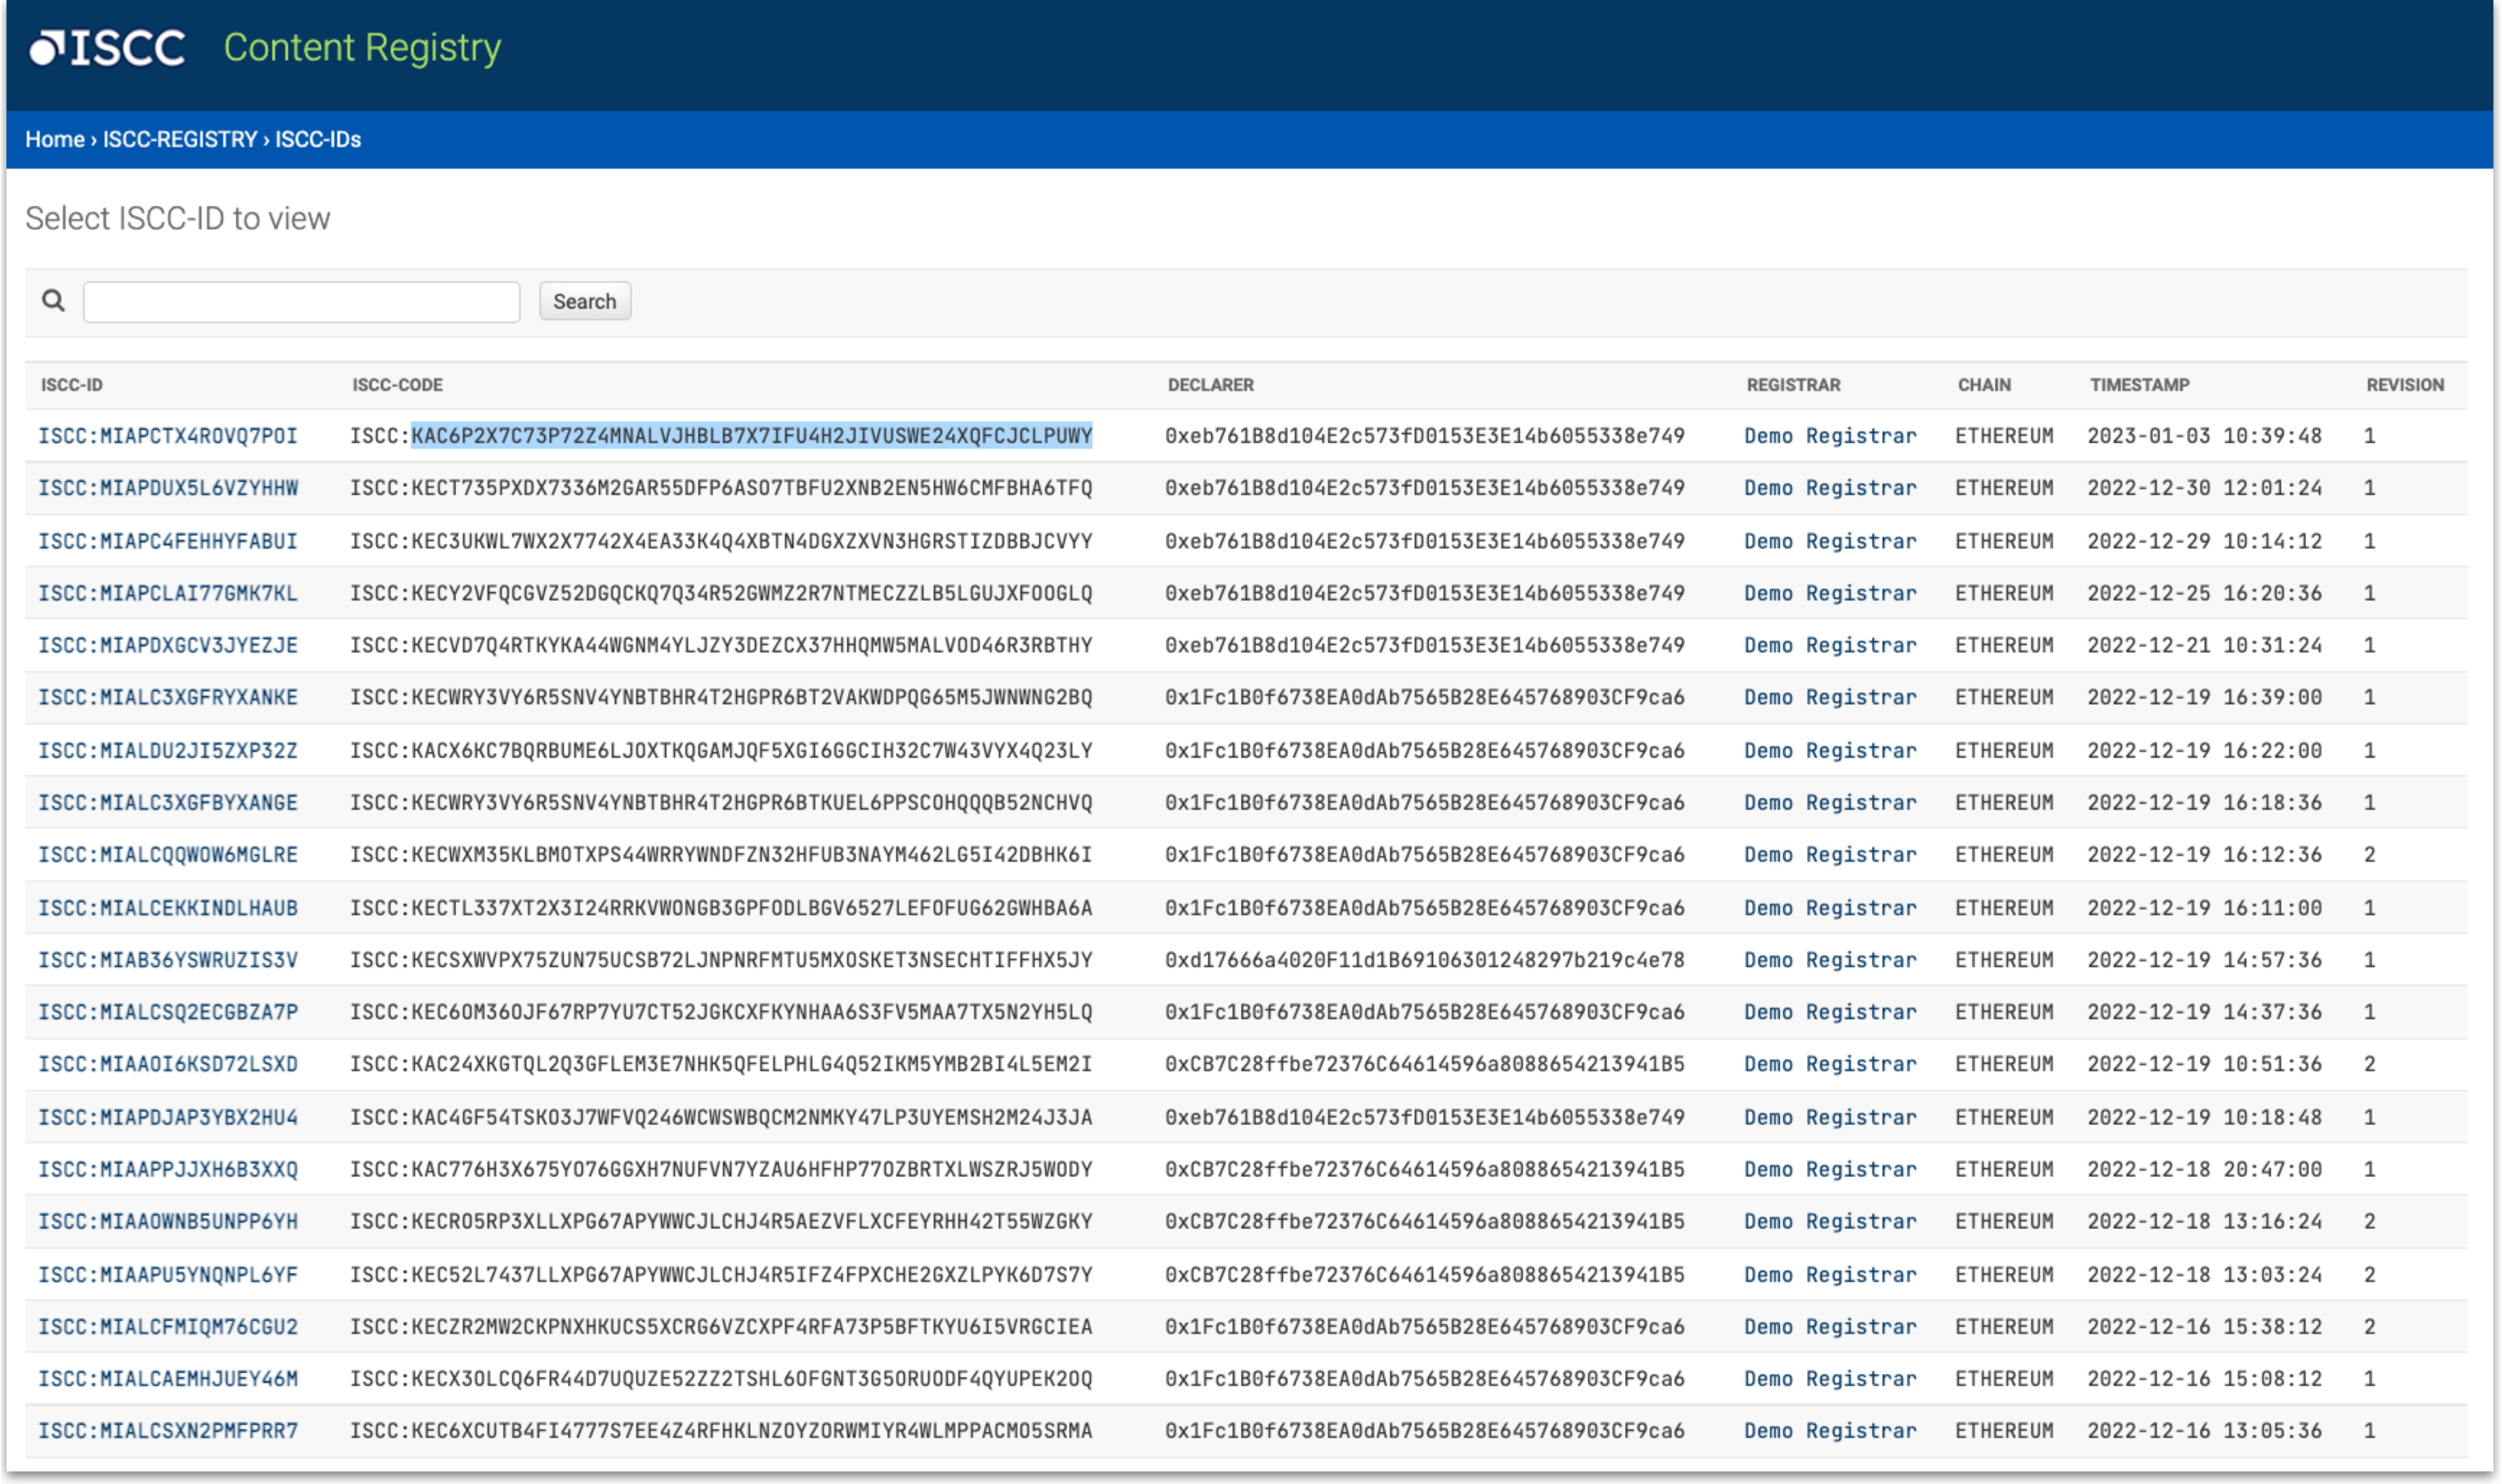 ISCC Content Registry
Home › ISCC-REGISTRY › ISCC-IDs
Select ISCC-ID to view
Search
ISCC-ID ISCC-CODE DECLARER REGISTRAR CHAIN TIMESTAMP REVISION
ISCC:MIAPCTX4ROVQ7POI ISCC:KAC6P2X7C73P72Z4MNALVJHBLB7X7IFU4H2JIVUSWE24XQFCJCLPUWY 0xeb761B8d104E2c573fD0153E3E14b6055338e749 Demo Registrar ETHEREUM 2023-01-03 10:39:48 1
ISCC:MIAPDUX5L6VZYHHW ISCC:KECT735PXDX7336M2GAR55DFP6ASO7TBFU2XNB2EN5HW6CMFBHA6TFQ 0xeb761B8d104E2c573fD0153E3E14b6055338e749 Demo Registrar ETHEREUM 2022-12-30 12:01:24 1
ISCC:MIAPC4FEHHYFABUI ISCC:KEC3UKWL7WX2X7742X4EA33K4Q4XBTN4DGXZXVN3HGRSTIZDBBJCVYY 0xeb761B8d104E2c573fD0153E3E14b6055338e749 Demo Registrar ETHEREUM 2022-12-29 10:14:12 1
ISCC:MIAPCLAI77GMK7KL ISCC:KECY2VFQCGVZ52DGQCKQ7Q34R52GWMZ2R7NTMECZZLB5LGUJXFOOGLQ 0xeb761B8d104E2c573fD0153E3E14b6055338e749 Demo Registrar ETHEREUM 2022-12-25 16:20:36 1
ISCC:MIAPDXGCV3JYEZJE ISCC:KECVD7Q4RTKYKA44WGNM4YLJZY3DEZCX37HHQMW5MALVOD46R3RBTHY 0xeb761B8d104E2c573fD0153E3E14b6055338e749 Demo Registrar ETHEREUM 2022-12-21 10:31:24 1
ISCC:MIALC3XGFRYXANKE ISCC:KECWRY3VY6R5SNV4YNBTBHR4T2HGPR6BT2VAKWDPQG65M5JWNWNG2BQ 0x1Fc1B0f6738EA0dAb7565B28E645768903CF9ca6 Demo Registrar ETHEREUM 2022-12-19 16:39:00 1
ISCC:MIALDU2JI5ZXP32Z ISCC:KACX6KC7BQRBUME6LJOXTKQGAMJQF5XGI6GGCIH32C7W43VYX4Q23LY 0x1Fc1B0f6738EA0dAb7565B28E645768903CF9ca6 Demo Registrar ETHEREUM 2022-12-19 16:22:00 1
ISCC:MIALC3XGFBYXANGE ISCC:KECWRY3VY6R5SNV4YNBTBHR4T2HGPR6BTKUEL6PPSCOHQQQB52NCHVQ 0x1Fc1B0f6738EA0dAb7565B28E645768903CF9ca6 Demo Registrar ETHEREUM 2022-12-19 16:18:36 1
ISCC:MIALCQQWOW6MGLRE ISCC:KECWXM35KLBMOTXPS44WRRYWNDFZN32HFUB3NAYM462LG5I42DBHK6I 0x1Fc1B0f6738EA0dAb7565B28E645768903CF9ca6 Demo Registrar ETHEREUM 2022-12-19 16:12:36 2
ISCC:MIALCEKKINDLHAUB ISCC:KECTL337XT2X3I24RRKVWONGB3GPFODLBGV6527LEFOFUG62GWHBA6A 0x1Fc1B0f6738EA0dAb7565B28E645768903CF9ca6 Demo Registrar ETHEREUM 2022-12-19 16:11:00 1
ISCC:MIAB36YSWRUZIS3V ISCC:KECSXWVPX75ZUN75UCSB72LJNPNRFMTU5MXOSKET3NSECHTIFFHX5JY 0xd17666a4020F11d1B69106301248297b219c4e78 Demo Registrar ETHEREUM 2022-12-19 14:57:36 1
ISCC:MIALCSQ2ECGBZA7P ISCC:KEC6OM36OJF67RP7YU7CT52JGKCXFKYNHAA6S3FV5MAA7TX5N2YH5LQ 0x1Fc1B0f6738EA0dAb7565B28E645768903CF9ca6 Demo Registrar ETHEREUM 2022-12-19 14:37:36 1
ISCC:MIAAOI6KSD72LSXD ISCC:KAC24XKGTQL2Q3GFLEM3E7NHK5QFELPHLG4Q52IKM5YMB2BI4L5EM2I 0xCB7C28ffbe72376C64614596a8088654213941B5 Demo Registrar ETHEREUM 2022-12-19 10:51:36 2
ISCC:MIAPDJAP3YBX2HU4 ISCC:KAC4GF54TSKO3J7WFVQ246WCWSWBQCM2NMKY47LP3UYEMSH2M24J3JA 0xeb761B8d104E2c573fD0153E3E14b6055338e749 Demo Registrar ETHEREUM 2022-12-19 10:18:48 1
ISCC:MIAAPPJJXH6B3XXQ ISCC:KAC776H3X675YO76GGXH7NUFVN7YZAU6HFHP77OZBRTXLWSZRJ5WODY 0xCB7C28ffbe72376C64614596a8088654213941B5 Demo Registrar ETHEREUM 2022-12-18 20:47:00 1
ISCC:MIAAOWNB5UNPP6YH ISCC:KECRO5RP3XLLXPG67APYWWCJLCHJ4R5AEZVFLXCFEYRHH42T55WZGKY 0xCB7C28ffbe72376C64614596a8088654213941B5 Demo Registrar ETHEREUM 2022-12-18 13:16:24 2
ISCC:MIAAPU5YNQNPL6YF ISCC:KEC52L7437LLXPG67APYWWCJLCHJ4R5IFZ4FPXCHE2GXZLPYK6D7S7Y 0xCB7C28ffbe72376C64614596a8088654213941B5 Demo Registrar ETHEREUM 2022-12-18 13:03:24 2
ISCC:MIALCFMIQM76CGU2 ISCC:KECZR2MW2CKPNXHKUCS5XCRG6VZCXPF4RFA73P5BFTKYU6I5VRGCIEA 0x1Fc1B0f6738EA0dAb7565B28E645768903CF9ca6 Demo Registrar ETHEREUM 2022-12-16 15:38:12 2
ISCC:MIALCAEMHJUEY46M ISCC:KECX3OLCQ6FR44D7UQUZE52ZZ2TSHL6OFGNT3G5ORUODF4QYUPEK2OQ 0x1Fc1B0f6738EA0dAb7565B28E645768903CF9ca6 Demo Registrar ETHEREUM 2022-12-16 15:08:12 1
ISCC:MIALCSXN2PMFPRR7 ISCC:KEC6XCUTB4FI4777S7EE4Z4RFHKLNZOYZORWMIYR4WLMPPACMO5SRMA 0x1Fc1B0f6738EA0dAb7565B28E645768903CF9ca6 Demo Registrar ETHEREUM 2022-12-16 13:05:36 1